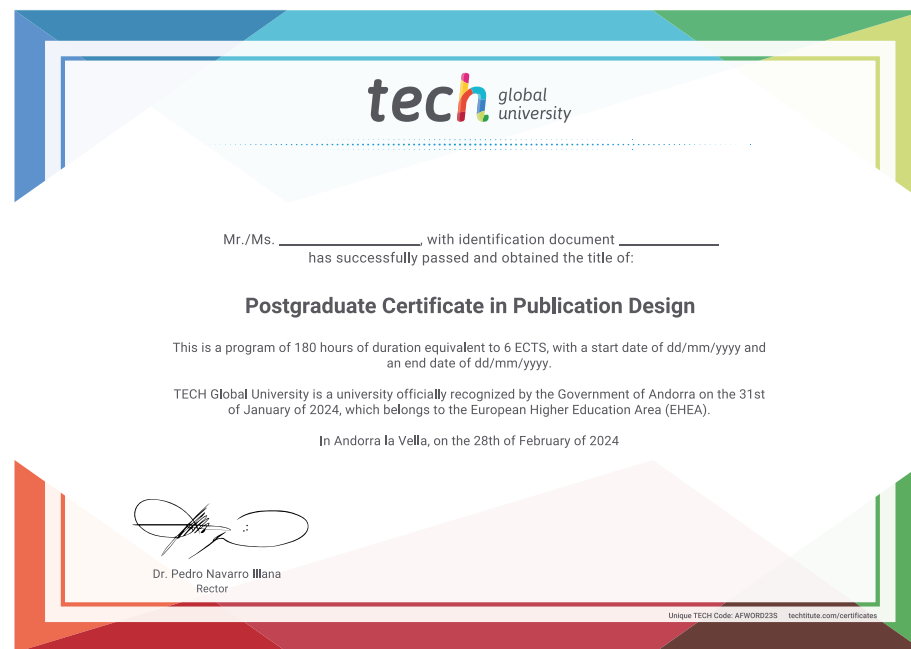 tech global
university
Mr./Ms. ____________________, with identification document ______________
has successfully passed and obtained the title of:
Postgraduate Certificate in Publication Design
This is a program of 180 hours of duration equivalent to 6 ECTS, with a start date of dd/mm/yyyy and
an end date of dd/mm/yyyy.
TECH Global University is a university officially recognized by the Government of Andorra on the 31st
of January of 2024, which belongs to the European Higher Education Area (EHEA).
In Andorra la Vella, on the 28th of February of 2024
Dr. Pedro Navarro Illana
Rector
Unique TECH Code: AFWORD23S techtitute.com/certificates